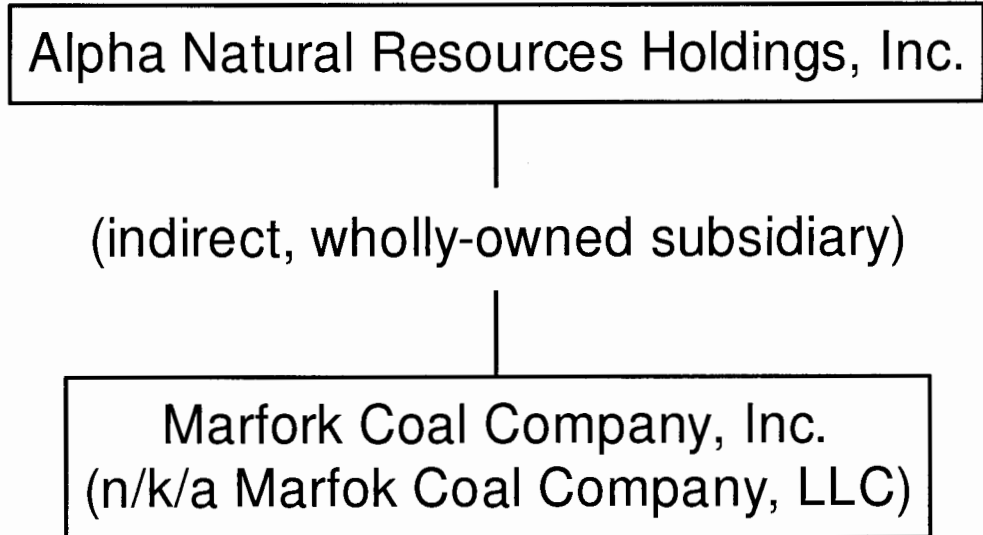 Alpha Natural Resources Holdings, Inc.
(indirect, wholly-owned subsidiary)
Marfork Coal Company, Inc.
(n/k/a Marfok Coal Company, LLC)